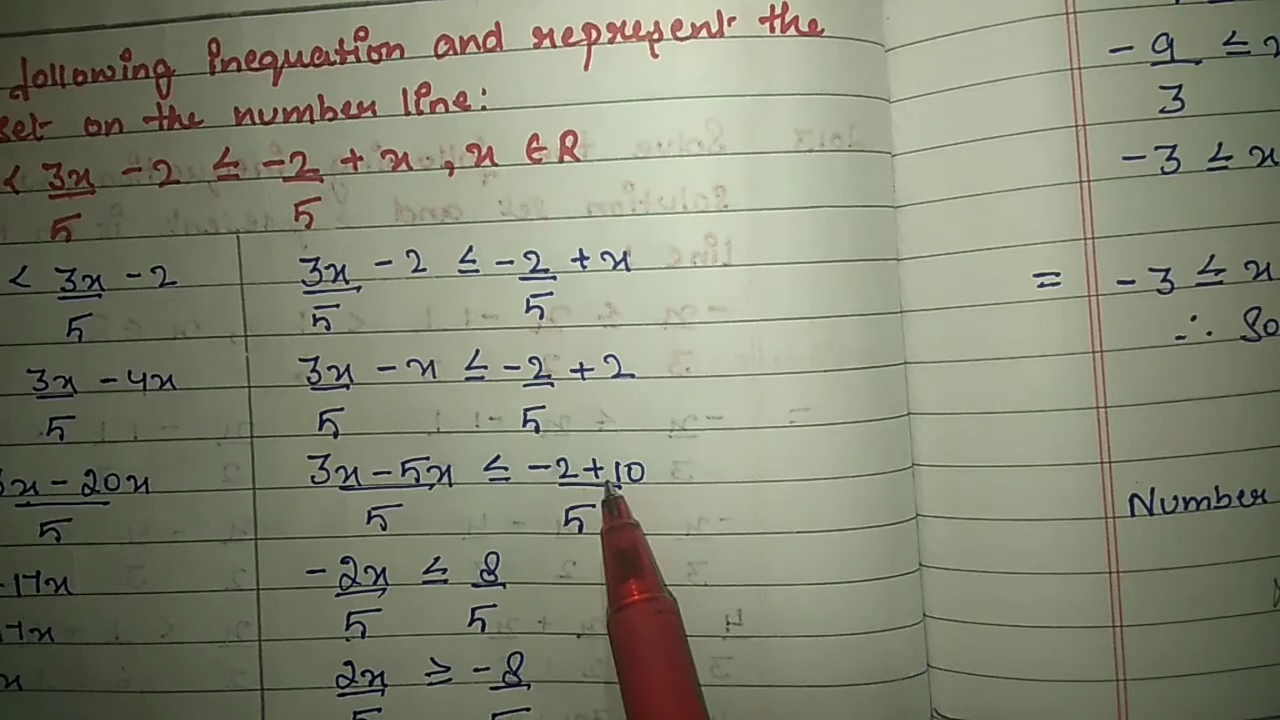 following Inequation and represent the
set on the number line:
< 3x/5 - 2 ≤ -2/5 + x, x ∈ R
< 3x/5 - 2
3x/5 - 4x
3x - 20x/5
-17x
7x
x
3x/5 - 2 ≤ -2/5 + x
3x/5 - x ≤ -2/5 + 2
3x - 5x/5 ≤ -2 + 10/5
-2x/5 ≤ 8/5
2x/5 ≥ -8/5
-9/3 ≤
-3 ≤ x
= -3 ≤ x
∴ So
Number